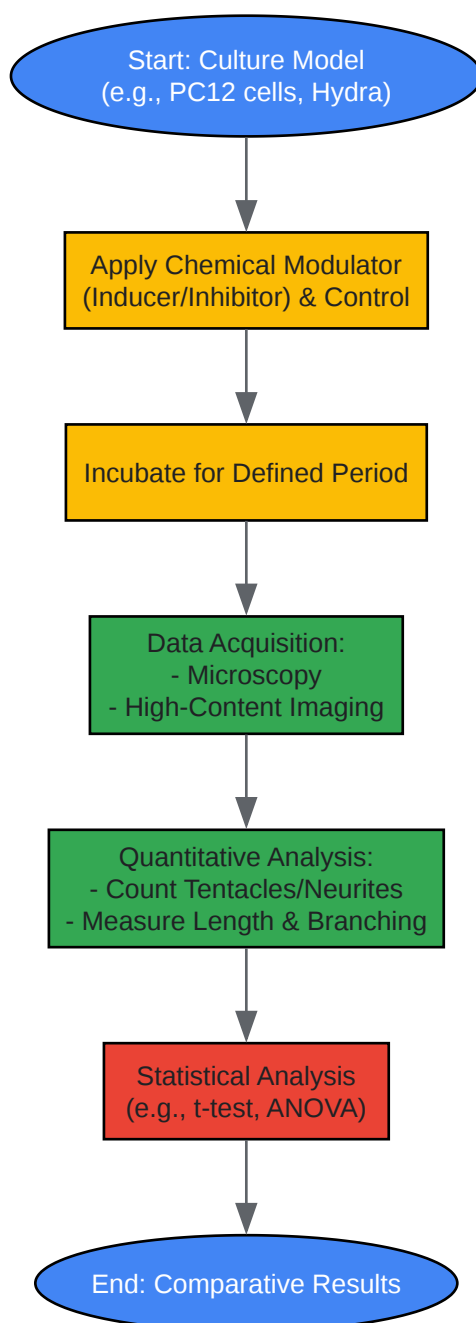 Start: Culture Model
(e.g., PC12 cells, Hydra)
Apply Chemical Modulator
(Inducer/Inhibitor) & Control
Incubate for Defined Period
Data Acquisition:
- Microscopy
- High-Content Imaging
Quantitative Analysis:
- Count Tentacles/Neurites
- Measure Length & Branching
Statistical Analysis
(e.g., t-test, ANOVA)
End: Comparative Results